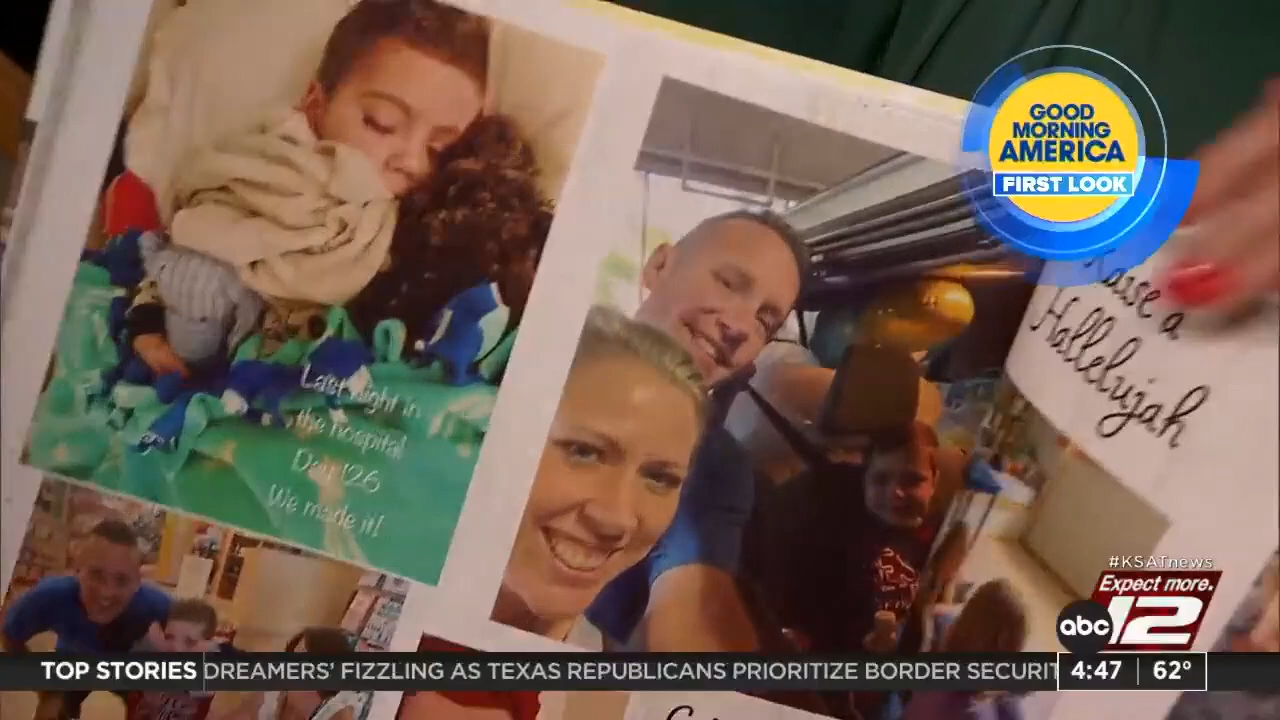 GOOD
MORNING
AMERICA
FIRST LOOK
Raise a
Hallelujah
Last night in
the hospital
Day 126
We made it!
#KSATnews
Expect more.
abc 12
TOP STORIES DREAMERS' FIZZLING AS TEXAS REPUBLICANS PRIORITIZE BORDER SECURIT 4:47 62°